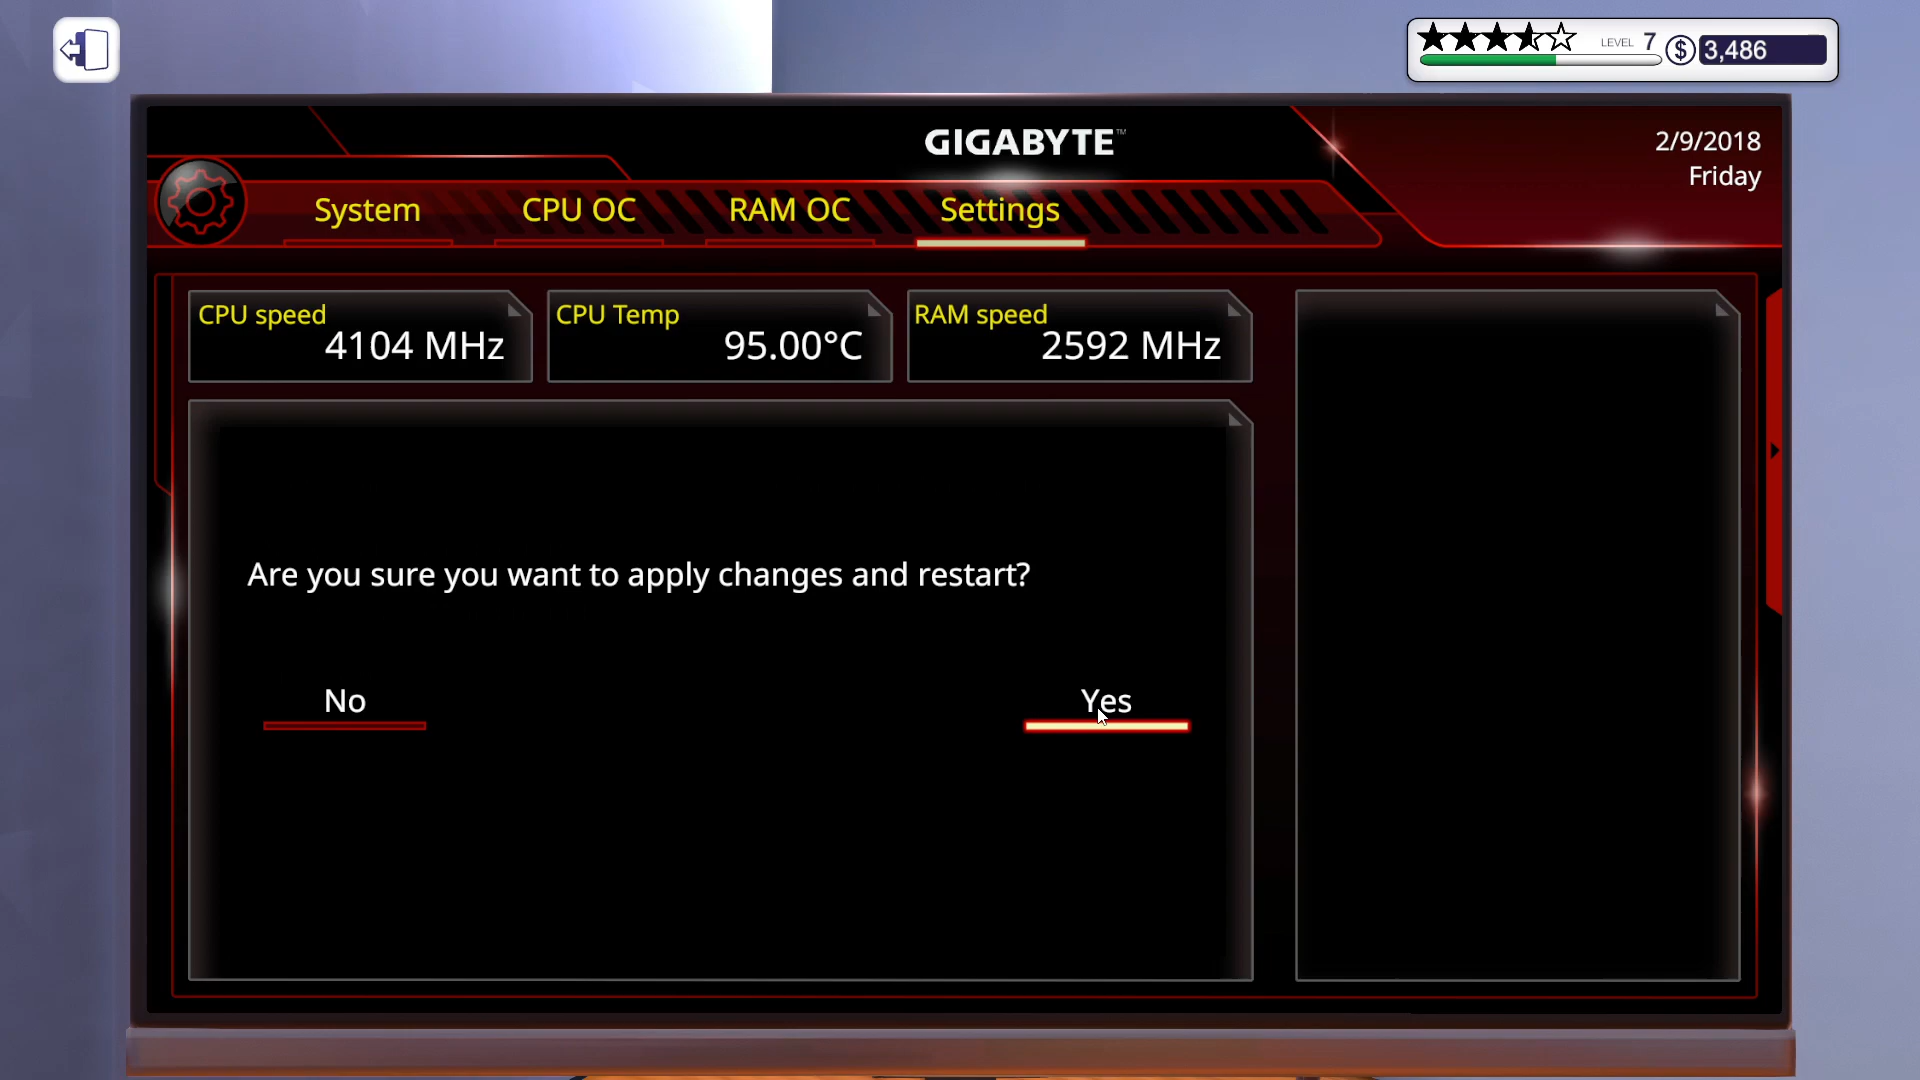 LEVEL 7
$ 3,486
GIGABYTE™
2/9/2018
Friday
System
CPU OC
RAM OC
Settings
CPU speed
4104 MHz
CPU Temp
95.00°C
RAM speed
2592 MHz
Are you sure you want to apply changes and restart?
No
Yes